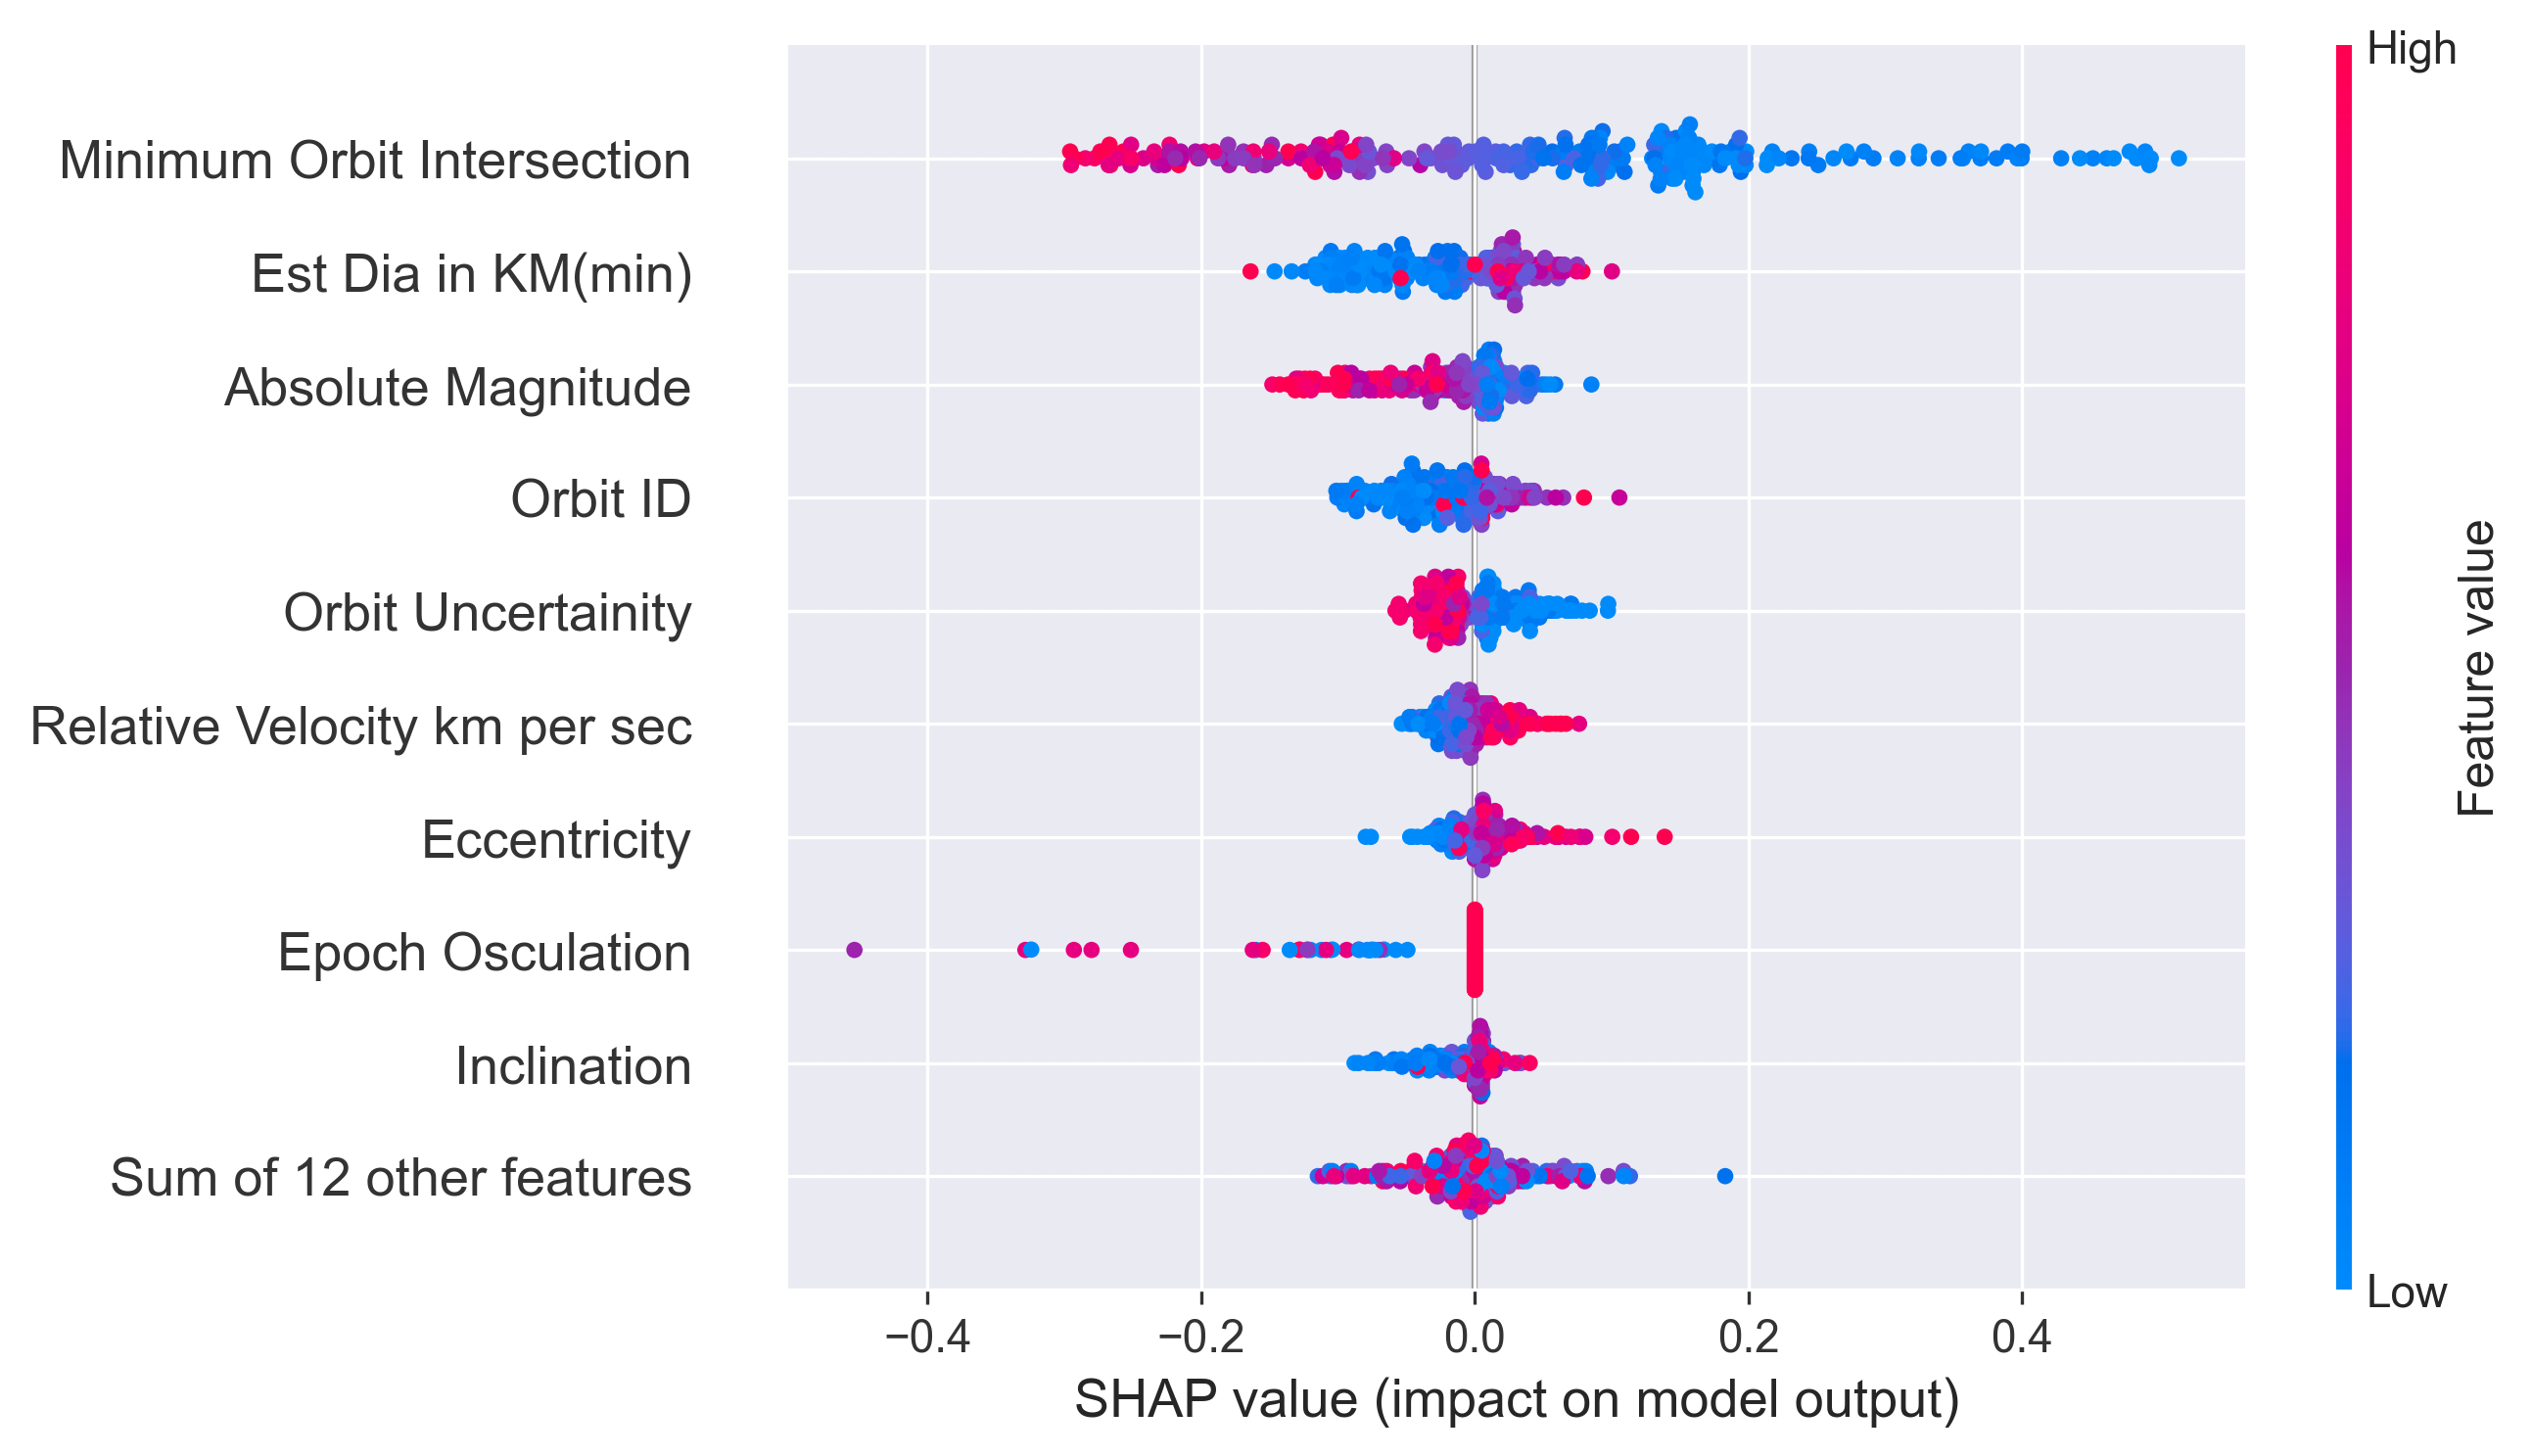 High
Minimum Orbit Intersection
Est Dia in KM(min)
Absolute Magnitude
Orbit ID
Orbit Uncertainity
Relative Velocity km per sec
Eccentricity
Epoch Osculation
Inclination
Sum of 12 other features
Feature value
Low
−0.4 −0.2 0.0 0.2 0.4
SHAP value (impact on model output)